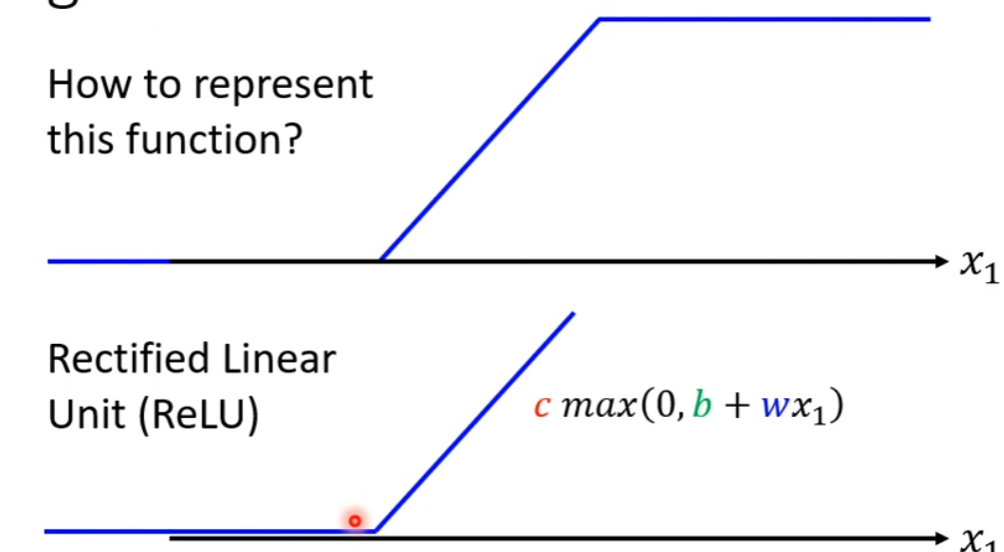 How to represent
this function?
x₁
Rectified Linear
Unit (ReLU)
c max(0, b + wx₁)
x₁